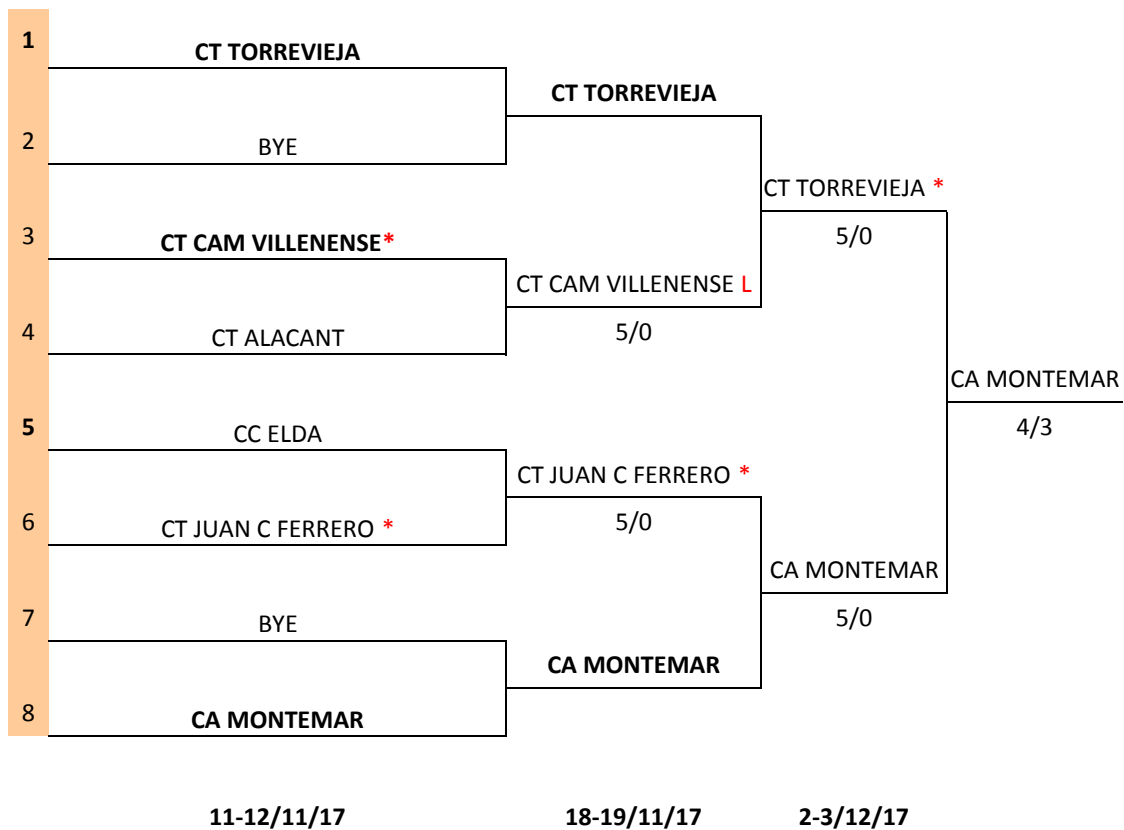 1
CT TORREVIEJA
CT TORREVIEJA
2
BYE
CT TORREVIEJA *
3
CT CAM VILLENENSE*
5/0
CT CAM VILLENENSE L
4
CT ALACANT
5/0
CA MONTEMAR
5
CC ELDA
4/3
CT JUAN C FERRERO *
6
CT JUAN C FERRERO *
5/0
CA MONTEMAR
7
BYE
5/0
CA MONTEMAR
8
CA MONTEMAR
11-12/11/17
18-19/11/17
2-3/12/17